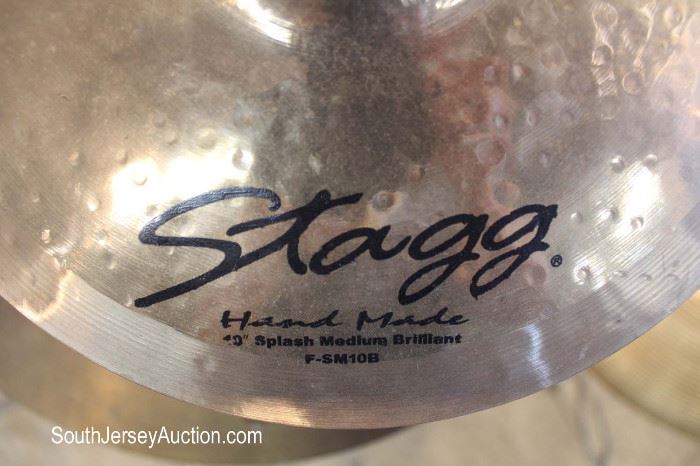 Stagg®
Hand Made
10" Splash Medium Brilliant
F-SM10B
SouthJerseyAuction.com